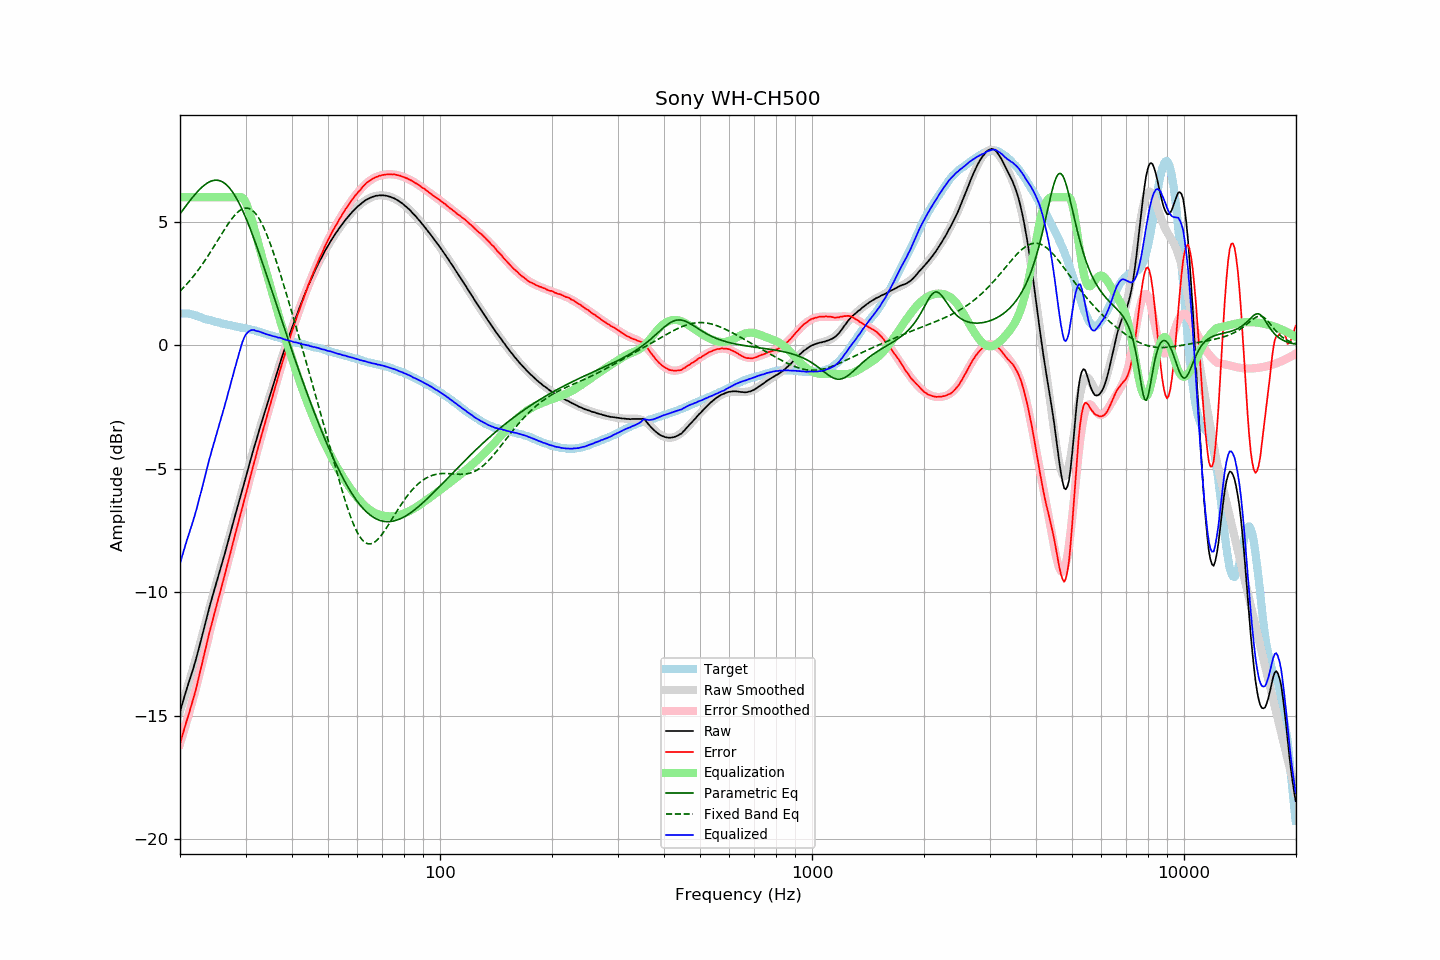 Sony WH-CH500
Amplitude (dBr)
5
0
−5
−10
−15
−20
Target
Raw Smoothed
Error Smoothed
Raw
Error
Equalization
Parametric Eq
Fixed Band Eq
Equalized
100
1000
10000
Frequency (Hz)